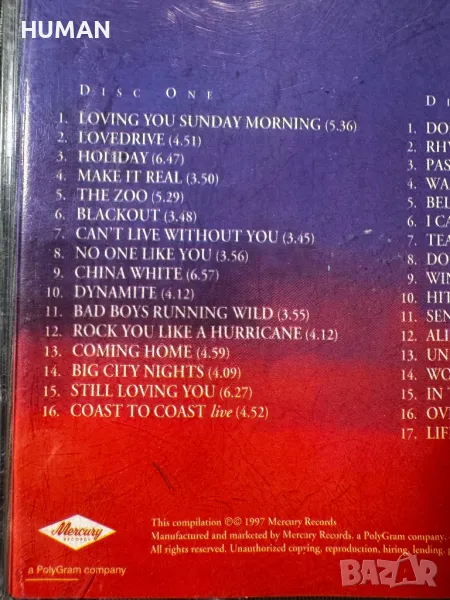 HUMAN
DISC ONE
1. LOVING YOU SUNDAY MORNING (5.36)
2. LOVEDRIVE (4.51)
3. HOLIDAY (6.47)
4. MAKE IT REAL (3.50)
5. THE ZOO (5.29)
6. BLACKOUT (3.48)
7. CAN'T LIVE WITHOUT YOU (3.45)
8. NO ONE LIKE YOU (3.56)
9. CHINA WHITE (6.57)
10. DYNAMITE (4.12)
11. BAD BOYS RUNNING WILD (3.55)
12. ROCK YOU LIKE A HURRICANE (4.12)
13. COMING HOME (4.59)
14. BIG CITY NIGHTS (4.09)
15. STILL LOVING YOU (6.27)
16. COAST TO COAST live (4.52)
D
1. DO
2. RHY
3. PAS
4. WA
5. BEL
6. I CA
7. TEA
8. DO
9. WIN
10. HIT
11. SEN
12. ALI
13. UN
14. WO
15. IN T
16. OV
17. LIF
Mercury
RECORDS
a PolyGram company
This compilation ℗© 1997 Mercury Records
Manufactured and marketed by Mercury Records, a PolyGram company.
All rights reserved. Unauthorized copying, reproduction, hiring, lending, p
BAZAR